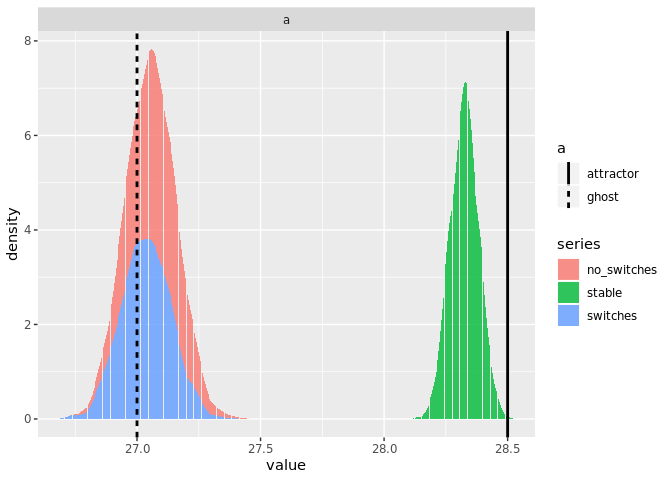 a
8
6
4
2
0
density
27.0
27.5
28.0
28.5
value
a
attractor
ghost
series
no_switches
stable
switches